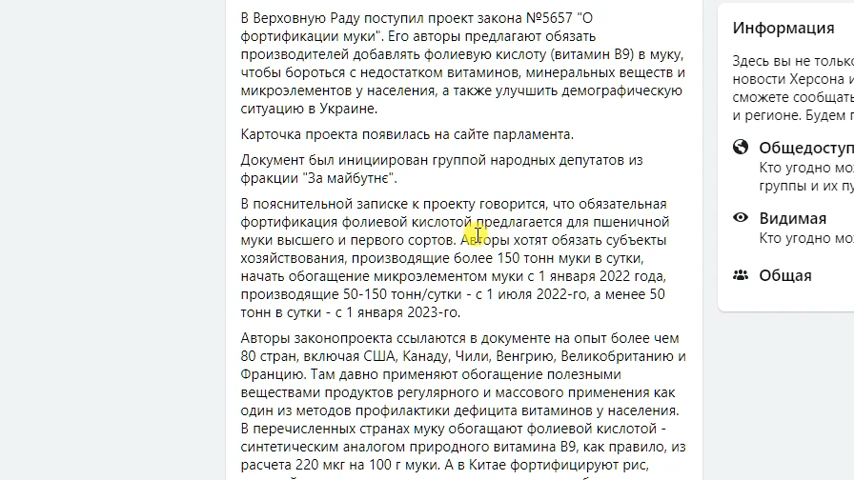 В Верховную Раду поступил проект закона №5657 "О
фортификации муки". Его авторы предлагают обязать
производителей добавлять фолиевую кислоту (витамин B9) в муку,
чтобы бороться с недостатком витаминов, минеральных веществ и
микроэлементов у населения, а также улучшить демографическую
ситуацию в Украине.
Карточка проекта появилась на сайте парламента.
Документ был инициирован группой народных депутатов из
фракции "За майбутнє".
В пояснительной записке к проекту говорится, что обязательная
фортификация фолиевой кислотой предлагается для пшеничной
муки высшего и первого сортов. Авторы хотят обязать субъекты
хозяйствования, производящие более 150 тонн муки в сутки,
начать обогащение микроэлементом муки с 1 января 2022 года,
производящие 50-150 тонн/сутки - с 1 июля 2022-го, а менее 50
тонн в сутки - с 1 января 2023-го.
Авторы законопроекта ссылаются в документе на опыт более чем
80 стран, включая США, Канаду, Чили, Венгрию, Великобританию и
Францию. Там давно применяют обогащение полезными
веществами продуктов регулярного и массового применения как
один из методов профилактики дефицита витаминов у населения.
В перечисленных странах муку обогащают фолиевой кислотой -
синтетическим аналогом природного витамина B9, как правило, из
расчета 220 мкг на 100 г муки. А в Китае фортифицируют рис,
Информация
Здесь вы не только
новости Херсона и
сможете сообщать
и регионе. Будем
Общедоступ
Кто угодно мо
группы и их
Видимая
Кто угодно мо
Общая